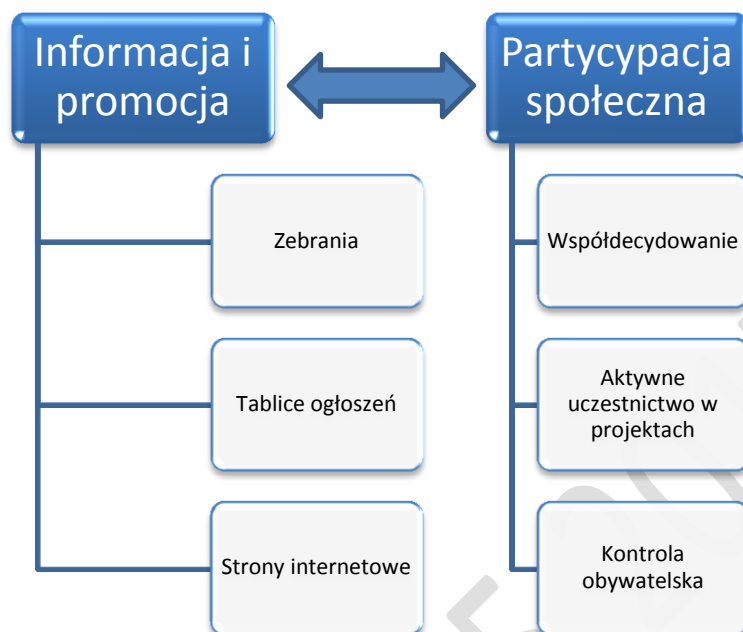 Informacja i
promocja
Zebrania
Tablice ogłoszeń
Strony internetowe
Partycypacja
społeczna
Współdecydowanie
Aktywne
uczestnictwo w
projektach
Kontrola
obywatelska